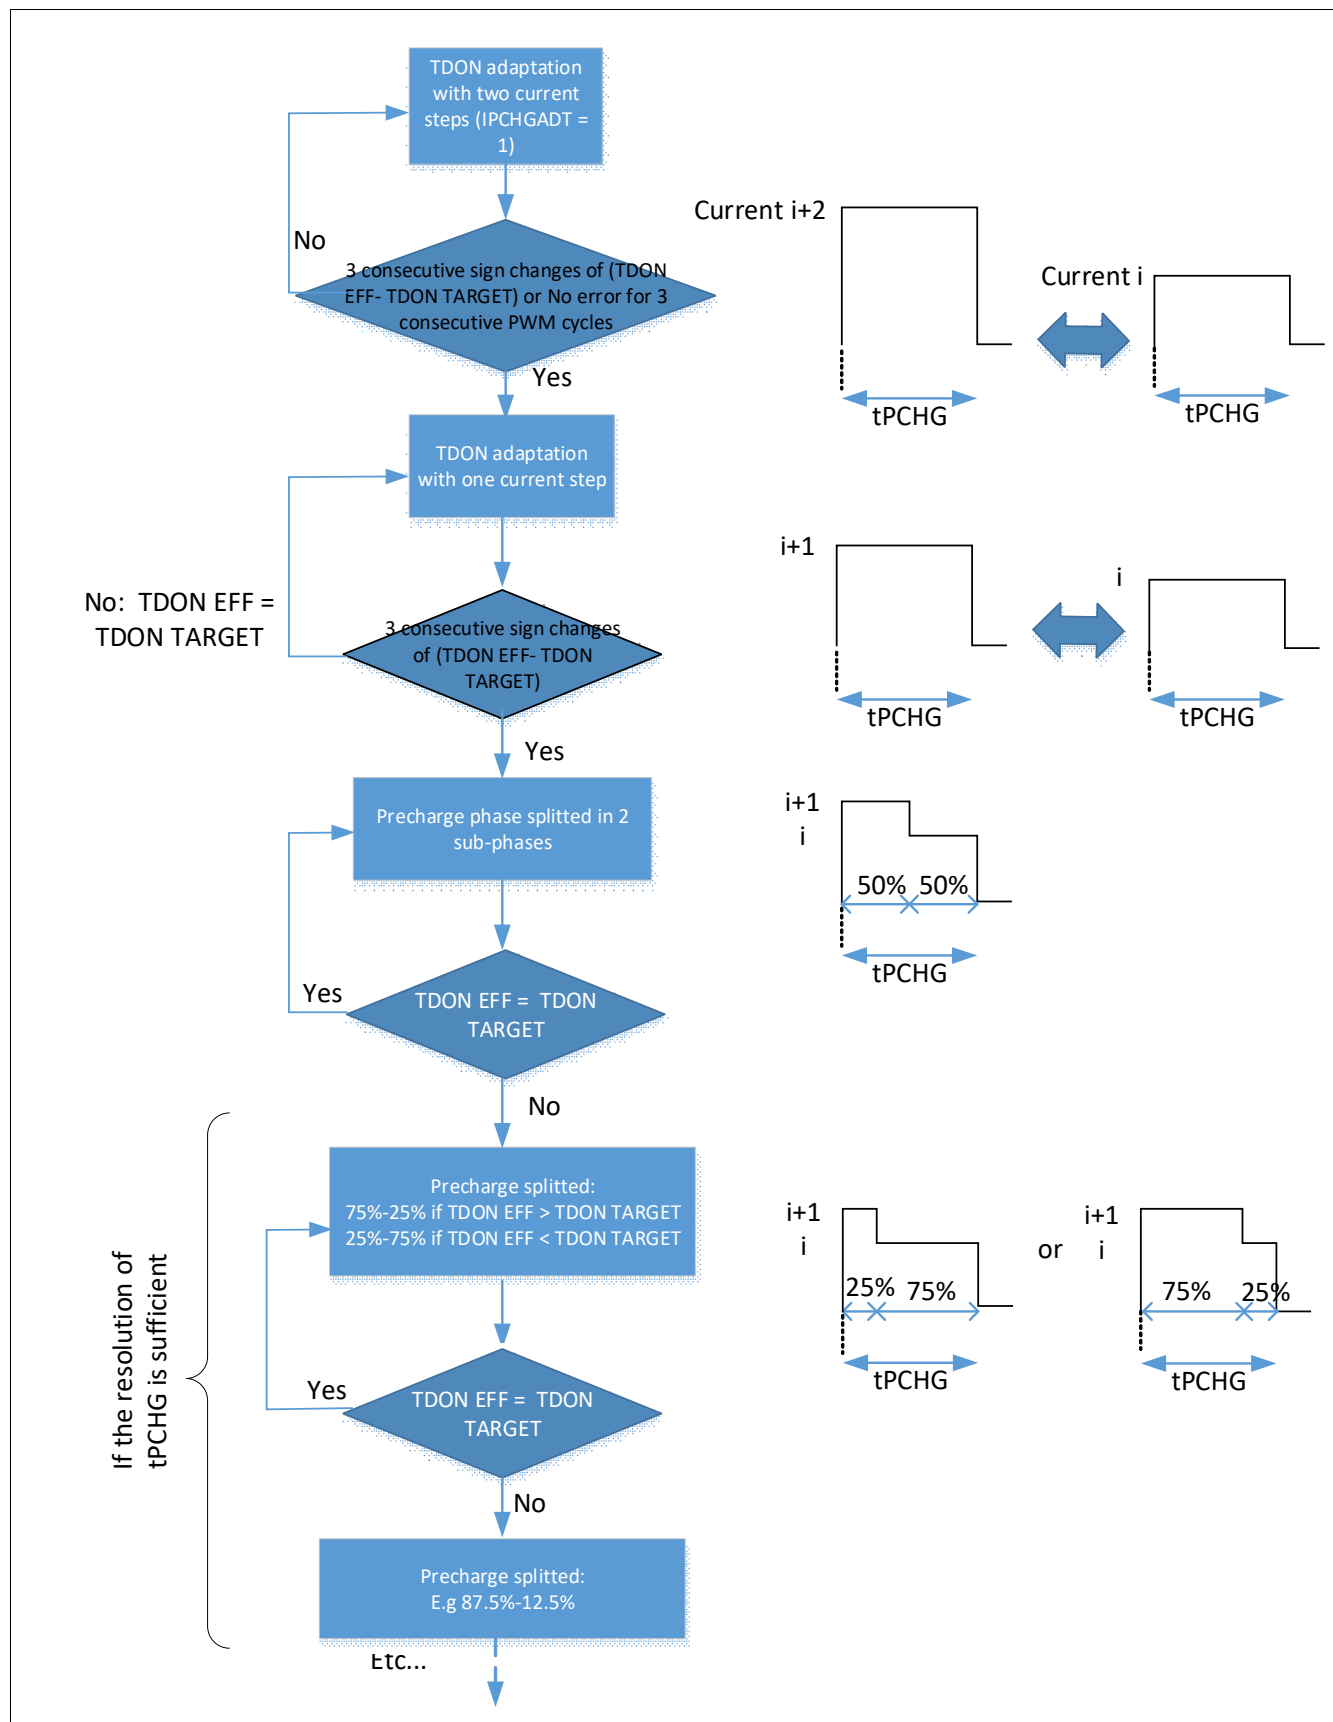 TDON adaptation
with two current
steps (IPCHGADT =
1)
No
3 consecutive sign changes of (TDON
EFF- TDON TARGET) or No error for 3
consecutive PWM cycles
Yes
Current i+2
Current i
tPCHG
tPCHG
TDON adaptation
with one current step
No: TDON EFF =
TDON TARGET
3 consecutive sign changes
of (TDON EFF- TDON
TARGET)
Yes
i+1
i
tPCHG
tPCHG
Precharge phase splitted in 2
sub-phases
i+1
i
50%
50%
tPCHG
Yes
TDON EFF = TDON
TARGET
No
If the resolution of
tPCHG is sufficient
Precharge splitted:
75%-25% if TDON EFF > TDON TARGET
25%-75% if TDON EFF < TDON TARGET
i+1
i
25%
75%
tPCHG
or
i+1
i
75%
25%
tPCHG
Yes
TDON EFF = TDON
TARGET
No
Precharge splitted:
E.g 87.5%-12.5%
Etc...